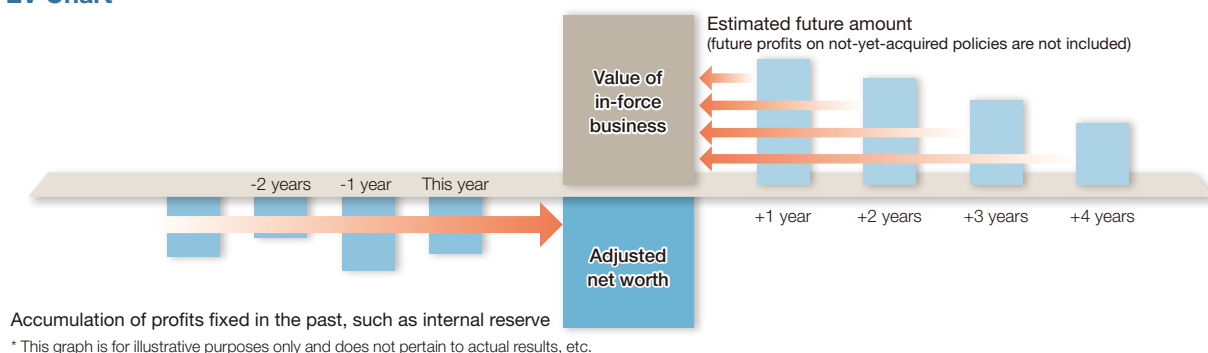 Estimated future amount
(future profits on not-yet-acquired policies are not included)
Value of
in-force
business
-2 years
-1 year
This year
+1 year
+2 years
+3 years
+4 years
Adjusted
net worth
Accumulation of profits fixed in the past, such as internal reserve
* This graph is for illustrative purposes only and does not pertain to actual results, etc.